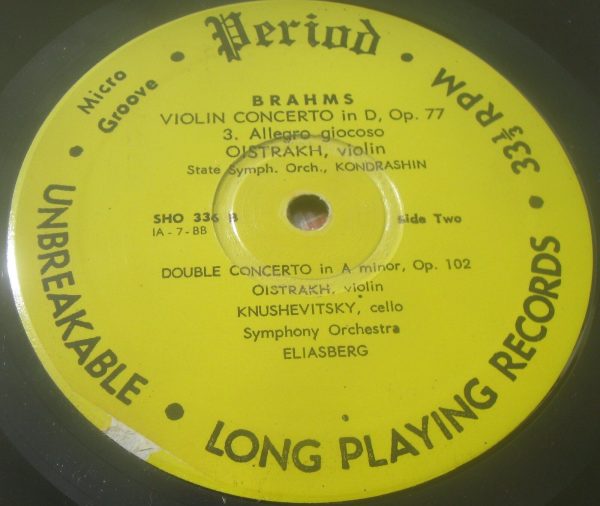 Period
Micro
Groove
33⅓ RPM
UNBREAKABLE • LONG PLAYING RECORDS
BRAHMS
VIOLIN CONCERTO in D, Op. 77
3. Allegro giocoso
OISTRAKH, violin
State Symph. Orch., KONDRASHIN
SHO 336 B
IA - 7 - BB
Side Two
DOUBLE CONCERTO in A minor, Op. 102
OISTRAKH, violin
KNUSHEVITSKY, cello
Symphony Orchestra
ELIASBERG